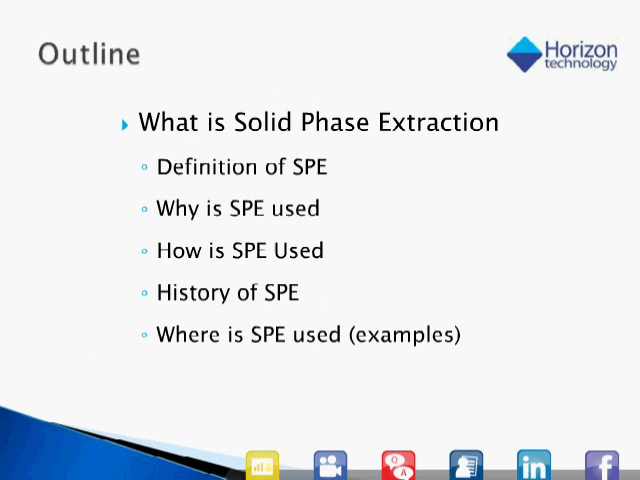 Outline
Horizon
technology
What is Solid Phase Extraction
Definition of SPE
Why is SPE used
How is SPE Used
History of SPE
Where is SPE used (examples)
Q
A
in
f